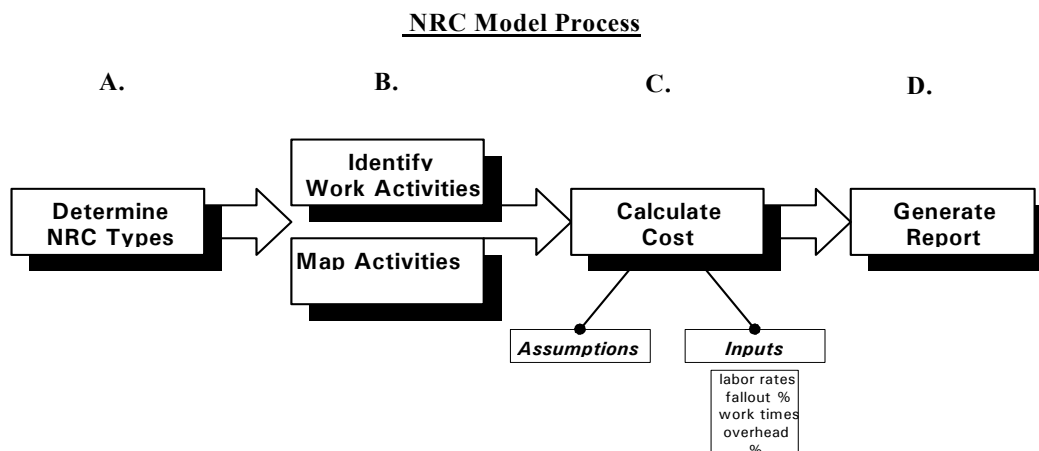 NRC Model Process
A. B. C. D.
Determine
NRC Types
Identify
Work Activities
Map Activities
Calculate
Cost
Generate
Report
Assumptions
Inputs
labor rates
fallout %
work times
overhead
%